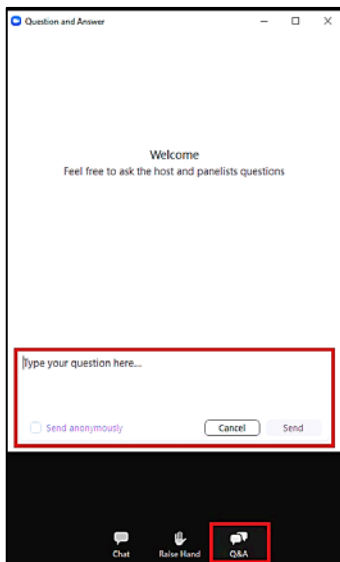 Question and Answer
Welcome
Feel free to ask the host and panelists questions
Type your question here...
Send anonymously Cancel Send
Chat Raise Hand Q&A